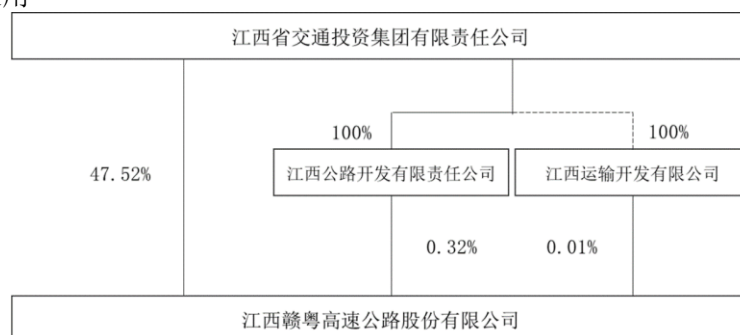 江西省交通投资集团有限责任公司
100%
100%
47.52%
江西公路开发有限责任公司
江西运输开发有限公司
0.32%
0.01%
江西赣粤高速公路股份有限公司